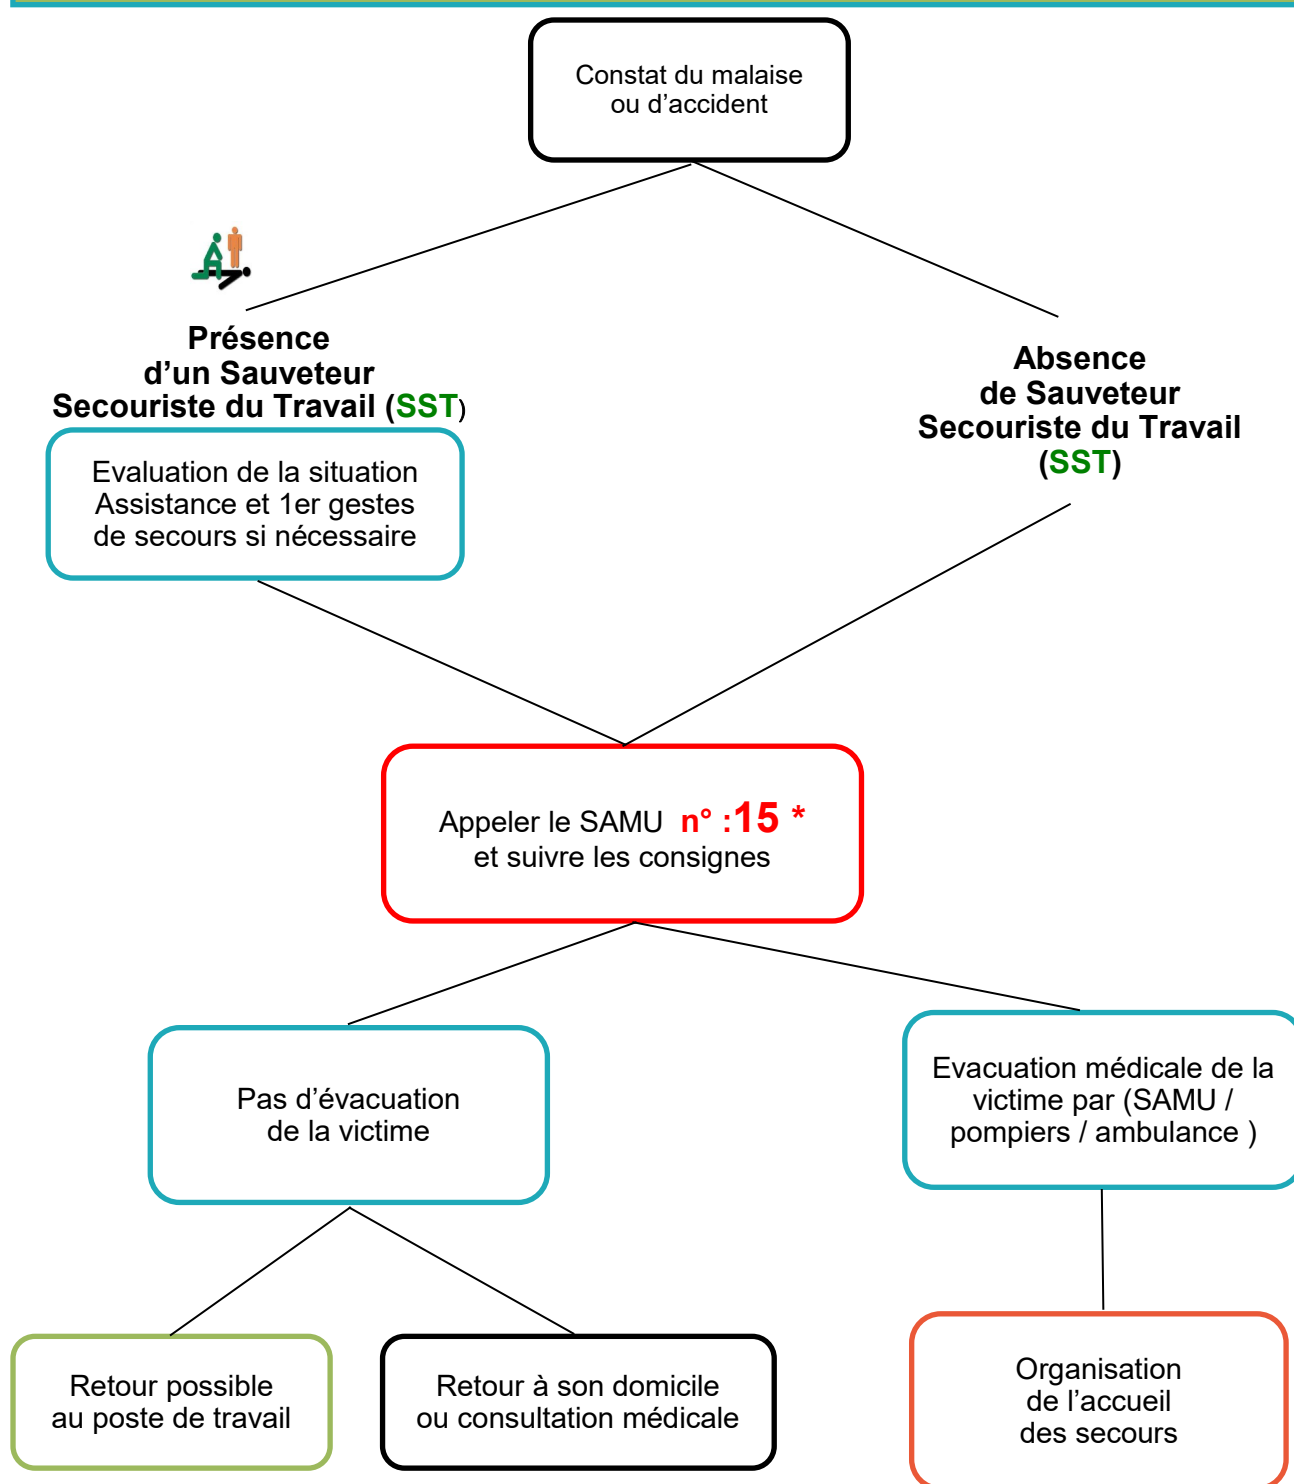 Constat du malaise
ou d’accident
Présence
d’un Sauveteur
Secouriste du Travail (SST)
Evaluation de la situation
Assistance et 1er gestes
de secours si nécessaire
Absence
de Sauveteur
Secouriste du Travail
(SST)
Appeler le SAMU n° :15 *
et suivre les consignes
Pas d’évacuation
de la victime
Evacuation médicale de la
victime par (SAMU /
pompiers / ambulance )
Retour possible
au poste de travail
Retour à son domicile
ou consultation médicale
Organisation
de l’accueil
des secours